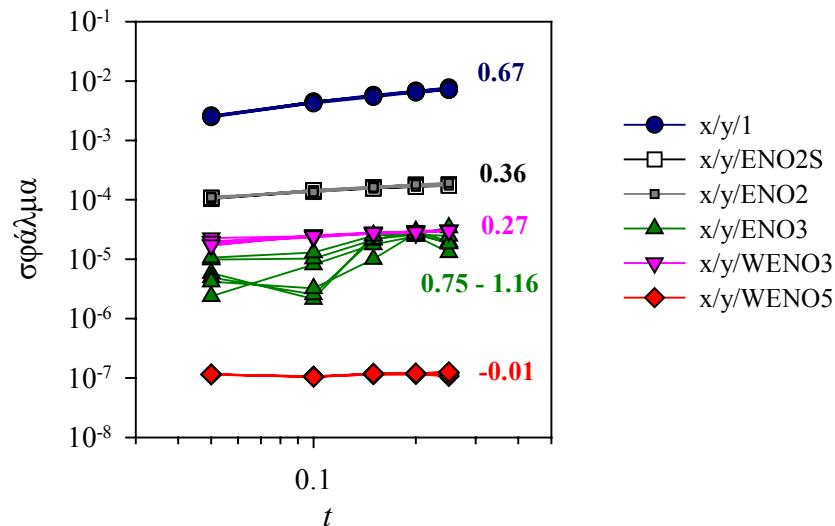 10⁻¹
10⁻²
10⁻³
10⁻⁴
10⁻⁵
10⁻⁶
10⁻⁷
10⁻⁸
σφάλμα
0.67
0.36
0.27
0.75 - 1.16
-0.01
0.1
t
x/y/1
x/y/ENO2S
x/y/ENO2
x/y/ENO3
x/y/WENO3
x/y/WENO5